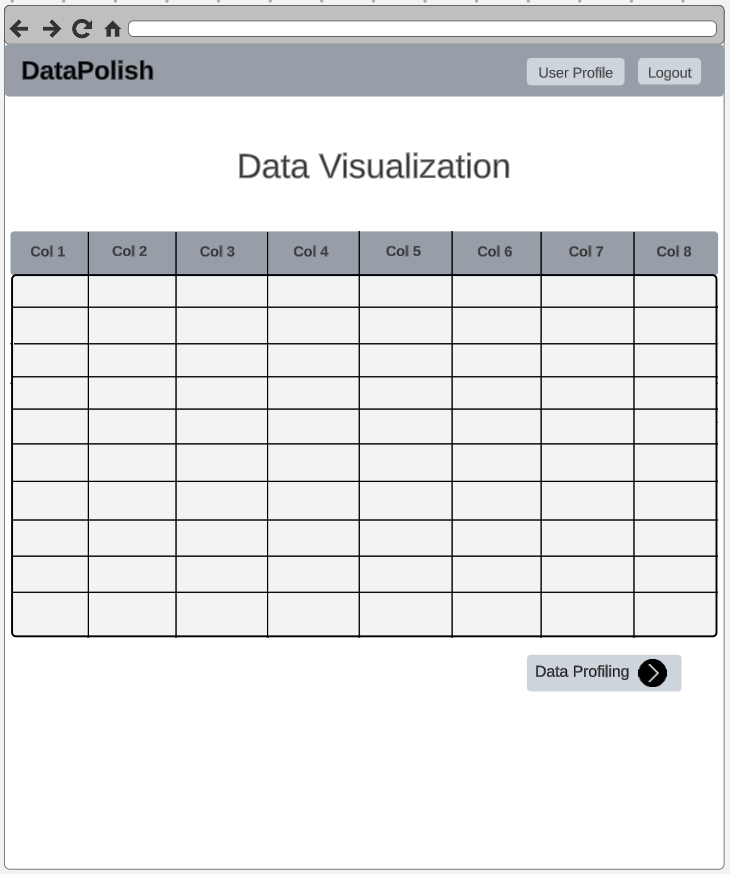 DataPolish
User Profile
Logout
Data Visualization
Col 1 Col 2 Col 3 Col 4 Col 5 Col 6 Col 7 Col 8
Data Profiling